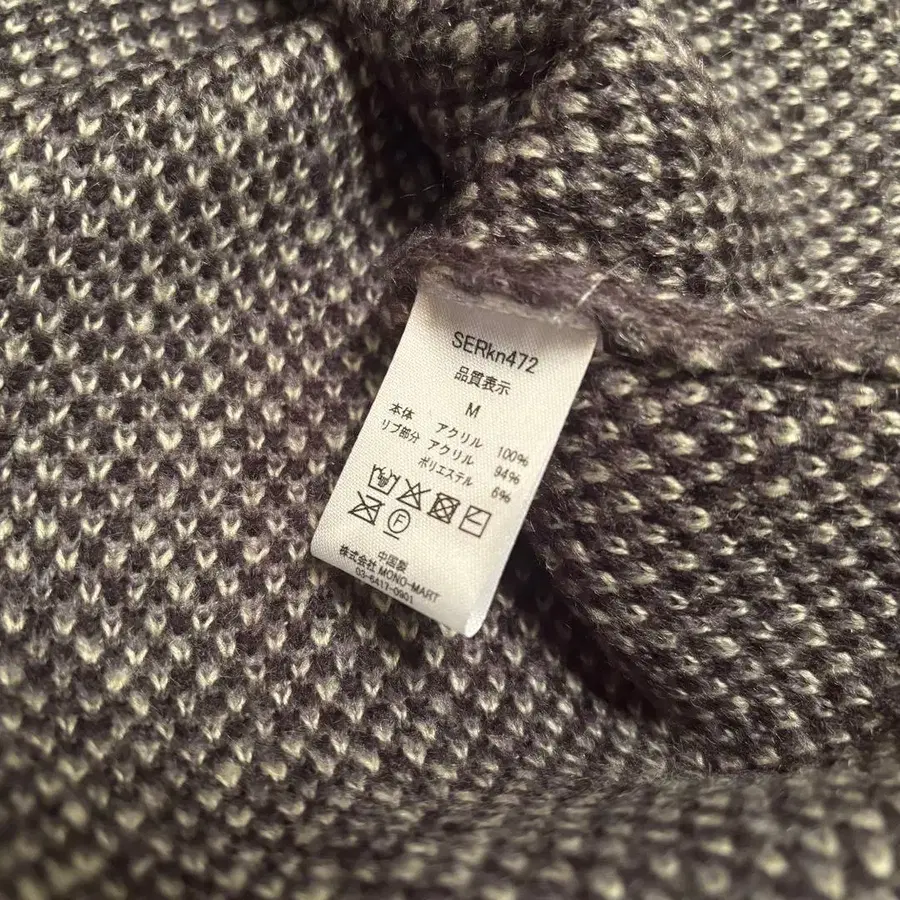 SERkn472
品質表示
M
本体 アクリル 100%
リブ部分 アクリル 94%
ポリエステル 6%
F
中国製
株式会社 MONO-MART
03-6417-0901